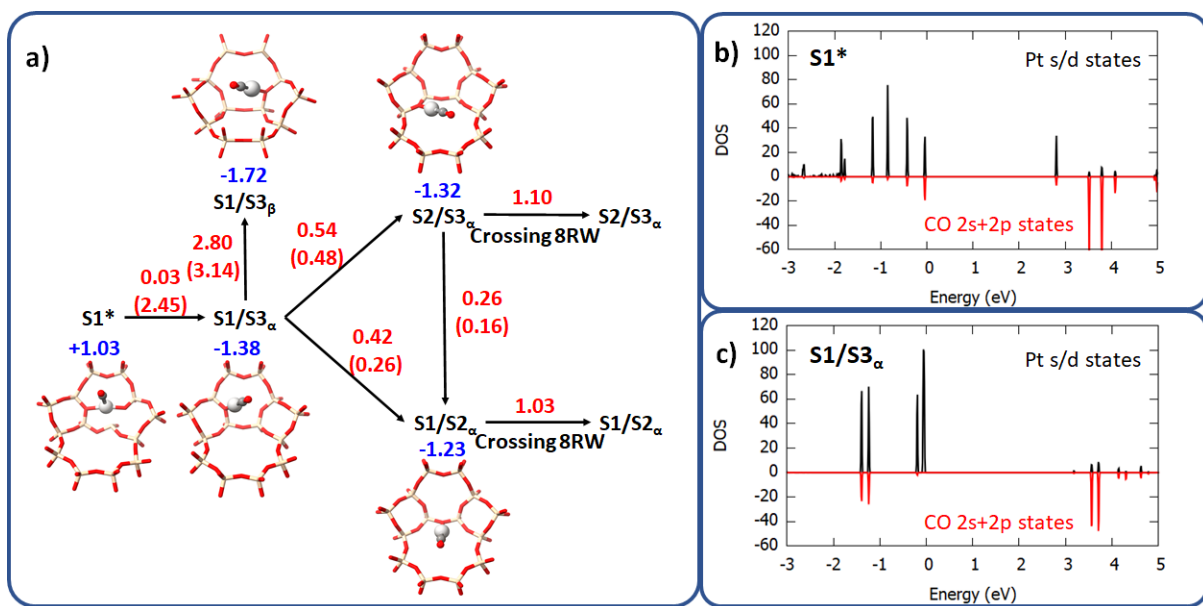 a)
-1.72
S1/S3β
2.80
(3.14)
0.03
(2.45)
S1*
+1.03
S1/S3α
-1.38
0.54
(0.48)
0.42
(0.26)
-1.32
S2/S3α
1.10
Crossing 8RW
S2/S3α
0.26
(0.16)
S1/S2α
-1.23
1.03
Crossing 8RW
S1/S2α
b)
S1*
Pt s/d states
CO 2s+2p states
DOS
120
100
80
60
40
20
0
-20
-40
-60
-3 -2 -1 0 1 2 3 4 5
Energy (eV)
c)
S1/S3α
Pt s/d states
CO 2s+2p states
DOS
120
100
80
60
40
20
0
-20
-40
-60
-3 -2 -1 0 1 2 3 4 5
Energy (eV)